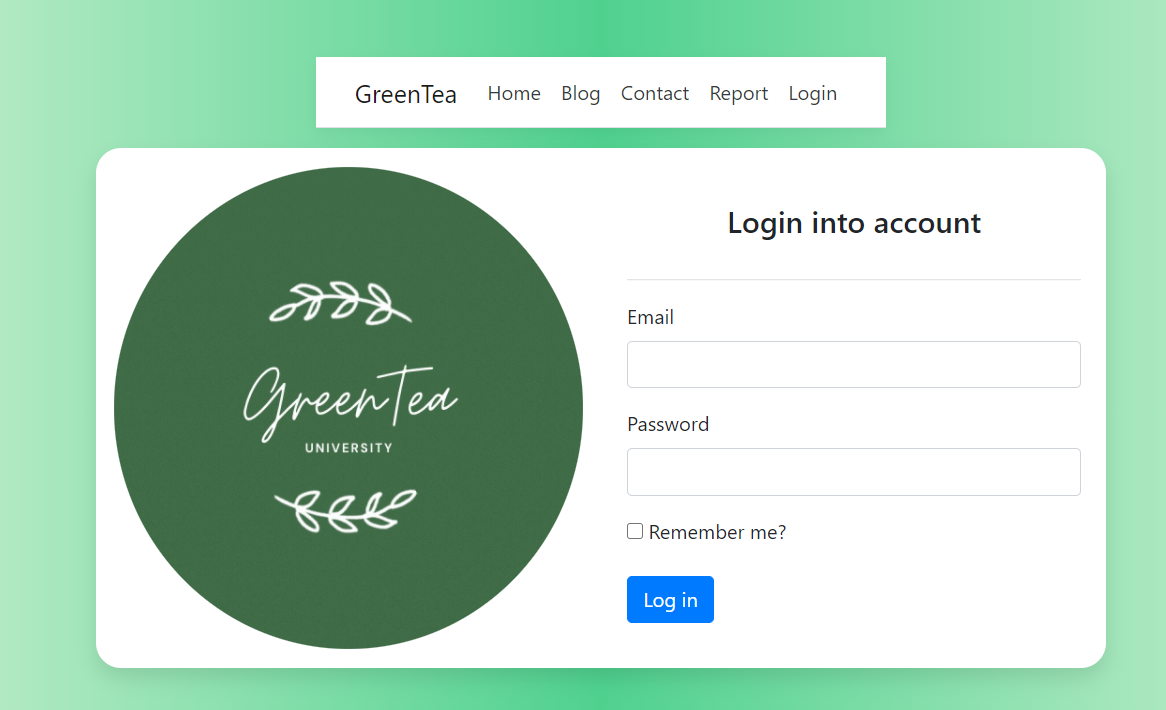 GreenTea Home Blog Contact Report Login
GreenTea
UNIVERSITY
Login into account
Email
Password
Remember me?
Log in